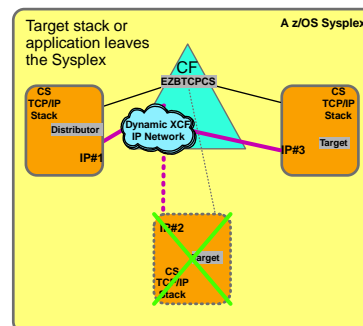 Target stack or
application leaves
the Sysplex
A z/OS Sysplex
CF
EZBTCPCS
CS
TCP/IP
Stack
Distributor
IP#1
Dynamic XCF
IP Network
CS
TCP/IP
Stack
Target
IP#3
IP#2
Target
CS
TCP/IP
Stack